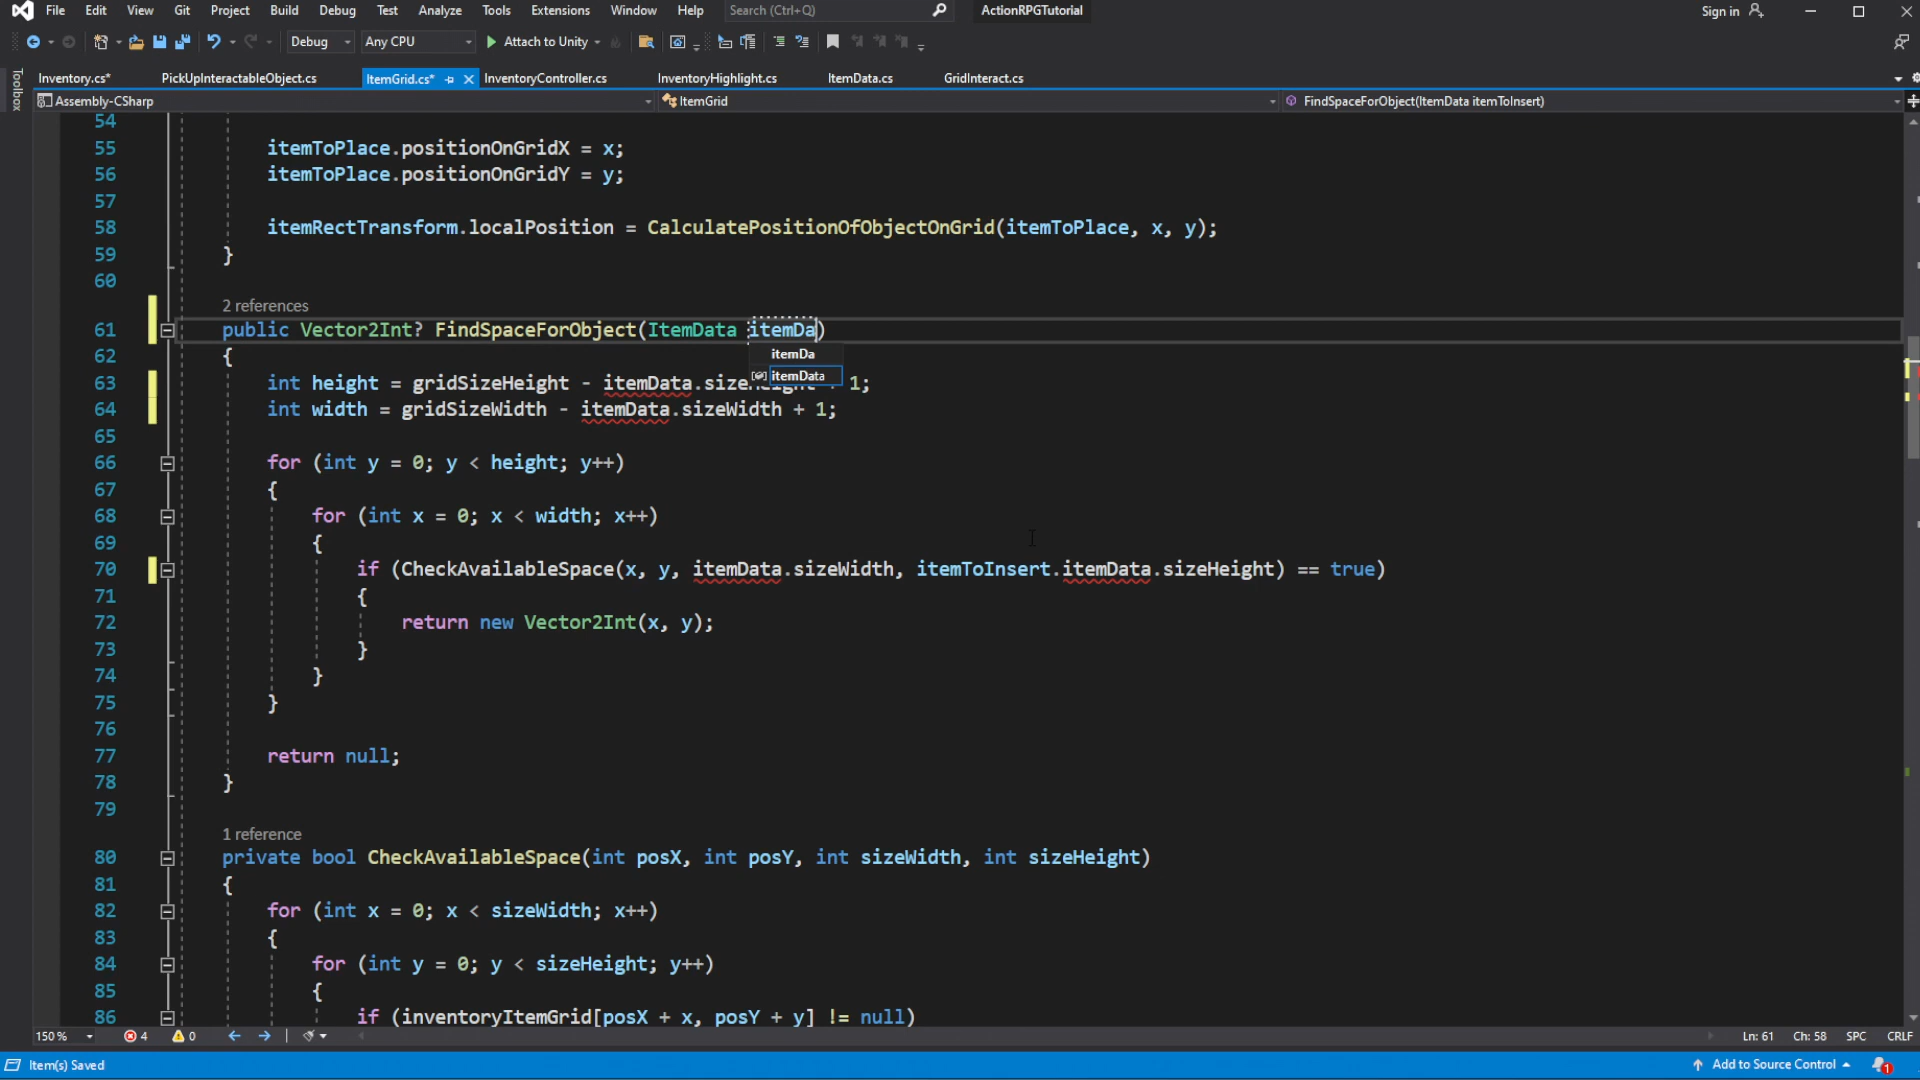 File Edit View Git Project Build Debug Test Analyze Tools Extensions Window Help Search (Ctrl+Q) ActionRPGTutorial Sign in
Debug Any CPU Attach to Unity
Toolbox
Inventory.cs* PickUpInteractableObject.cs ItemGrid.cs* InventoryController.cs InventoryHighlight.cs ItemData.cs GridInteract.cs
Assembly-CSharp ItemGrid FindSpaceForObject(ItemData itemToInsert)
54
55 itemToPlace.positionOnGridX = x;
56 itemToPlace.positionOnGridY = y;
57
58 itemRectTransform.localPosition = CalculatePositionOfObjectOnGrid(itemToPlace, x, y);
59 }
60
2 references
61 public Vector2Int? FindSpaceForObject(ItemData itemDa)
62 {
itemDa
itemData
63 int height = gridSizeHeight - itemData.sizeHeight + 1;
64 int width = gridSizeWidth - itemData.sizeWidth + 1;
65
66 for (int y = 0; y < height; y++)
67 {
68 for (int x = 0; x < width; x++)
69 {
70 if (CheckAvailableSpace(x, y, itemData.sizeWidth, itemToInsert.itemData.sizeHeight) == true)
71 {
72 return new Vector2Int(x, y);
73 }
74 }
75 }
76
77 return null;
78 }
79
1 reference
80 private bool CheckAvailableSpace(int posX, int posY, int sizeWidth, int sizeHeight)
81 {
82 for (int x = 0; x < sizeWidth; x++)
83 {
84 for (int y = 0; y < sizeHeight; y++)
85 {
86 if (inventoryItemGrid[posX + x, posY + y] != null)
150 % 4 0 Ln: 61 Ch: 58 SPC CRLF
Item(s) Saved Add to Source Control 1